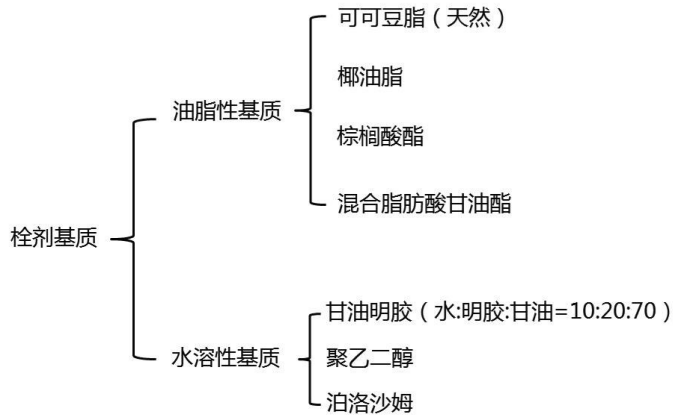 可可豆脂（天然）
椰油脂
油脂性基质
棕榈酸酯
混合脂肪酸甘油酯
栓剂基质
甘油明胶（水:明胶:甘油=10:20:70）
水溶性基质
聚乙二醇
泊洛沙姆